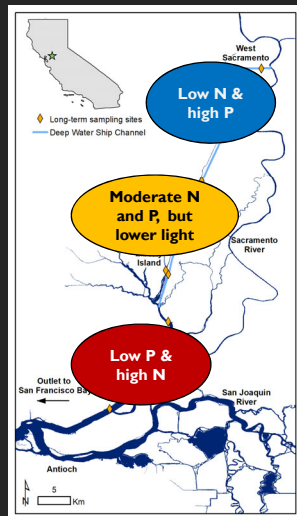 West
Sacramento
Long-term sampling sites
Deep Water Ship Channel
Low N &
high P
Moderate N
and P, but
lower light
Island
Sacramento
River
Low P &
high N
Outlet to
San Francisco Bay
San Joaquin
River
Antioch
N
5
Km